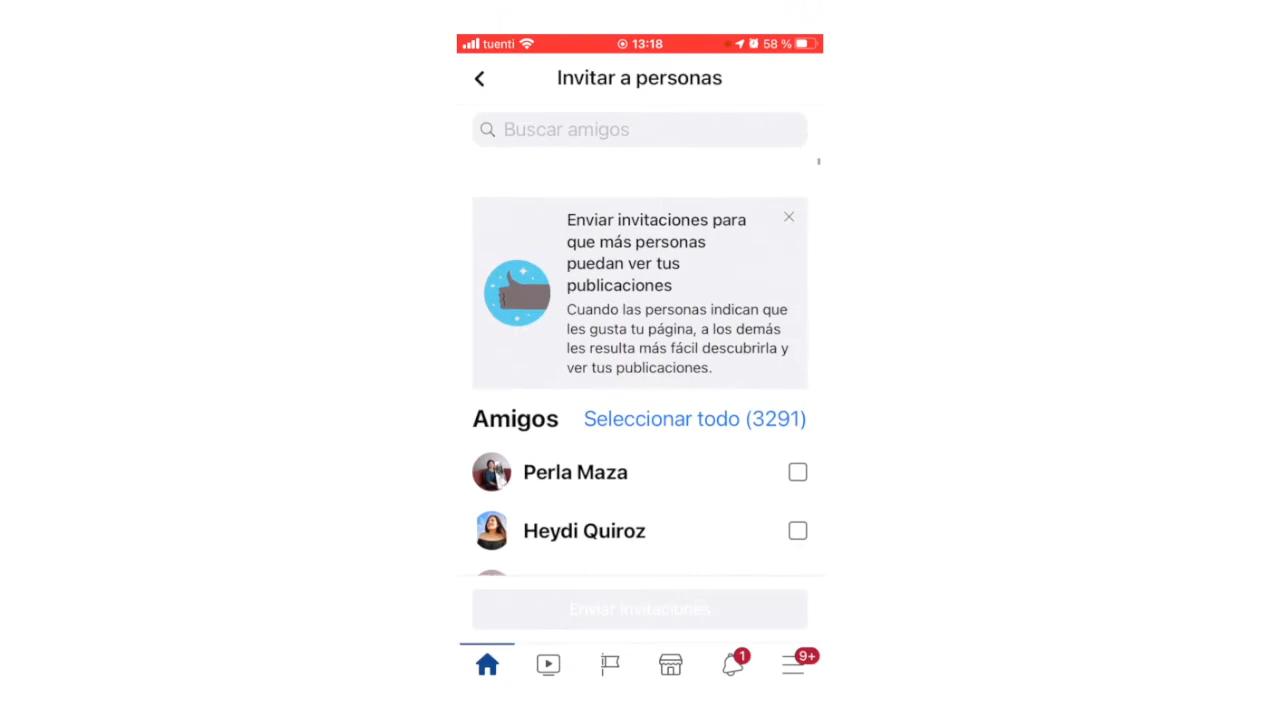 tuenti 13:18 58 %
Invitar a personas
Buscar amigos
Enviar invitaciones para
que más personas
puedan ver tus
publicaciones
Cuando las personas indican que
les gusta tu página, a los demás
les resulta más fácil descubrirla y
ver tus publicaciones.
Amigos Seleccionar todo (3291)
Perla Maza
Heydi Quiroz
Enviar invitaciones
1 9+